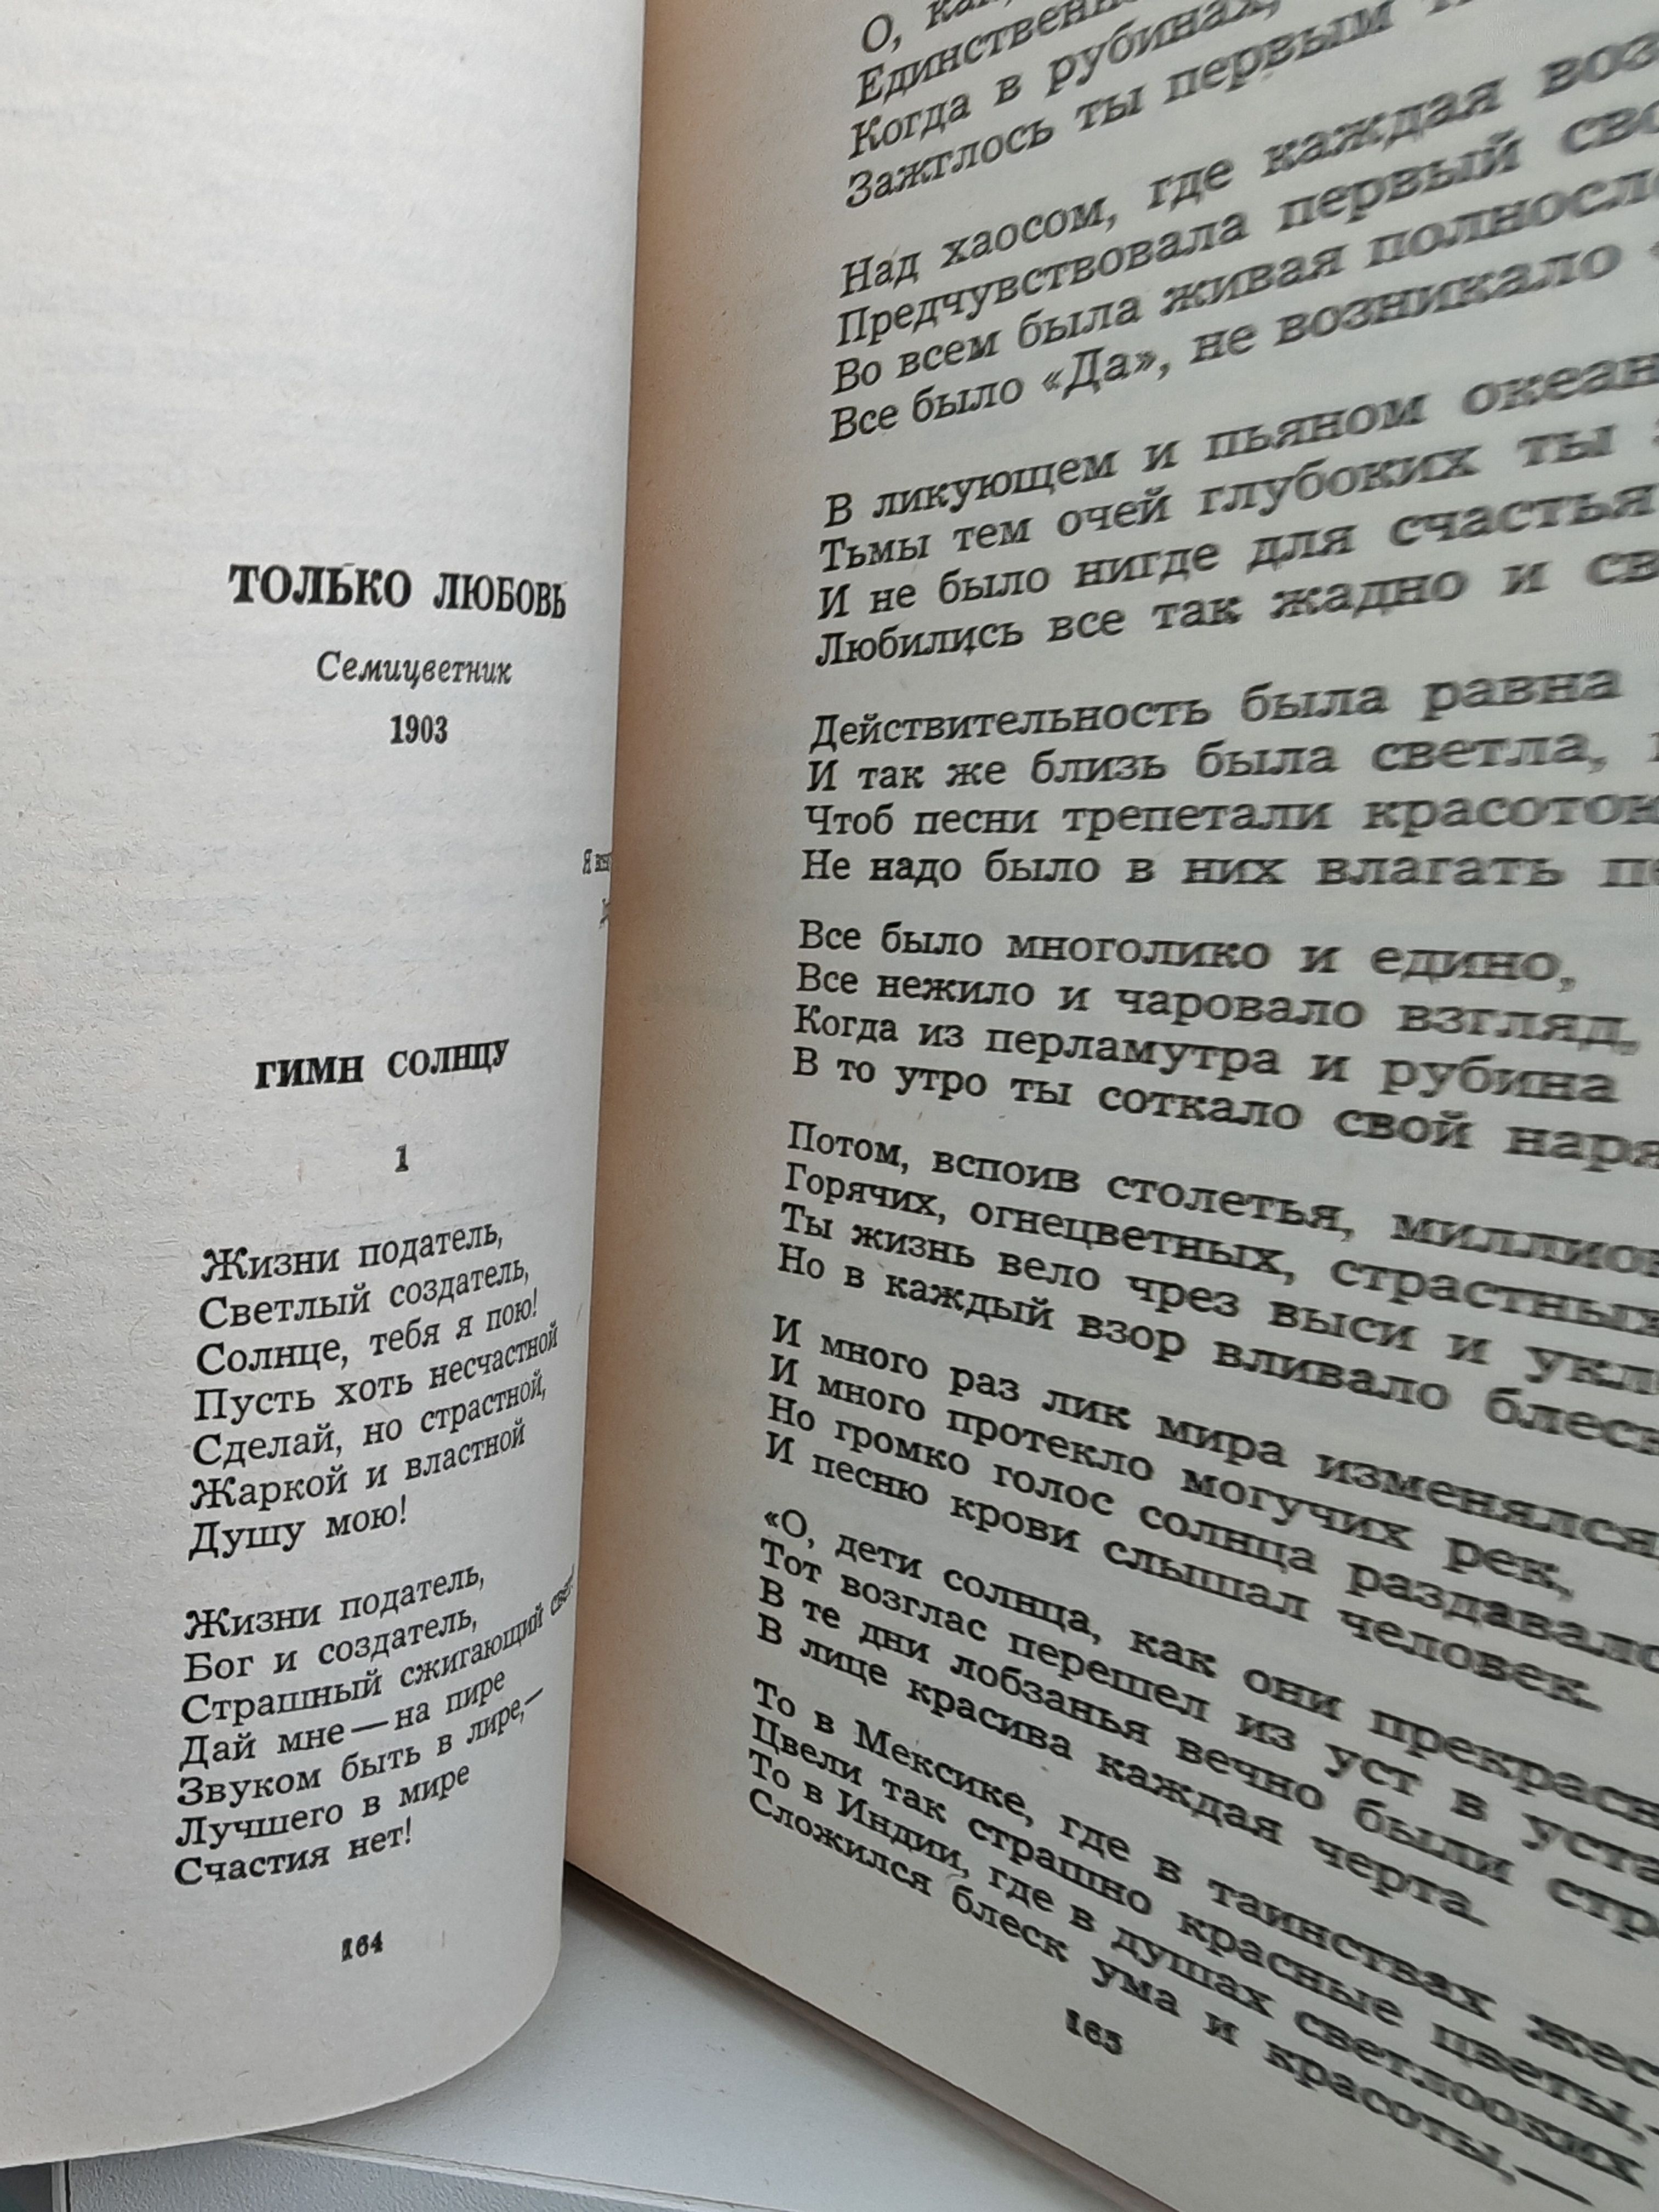 ТОЛЬКО ЛЮБОВЬ
Семицветник
1903
Я
ГИМН СОЛНЦУ
1
Жизни податель,
Светлый создатель,
Солнце, тебя я пою!
Пусть хоть несчастной
Сделай, но страстной,
Жаркой и властной
Душу мою!
Жизни податель,
Бог и создатель,
Страшный сжигающий свет!
Дай мне — на пире
Звуком быть в лире, —
Лучшего в мире
Счастия нет!
164
О,
Единственн
Когда в рубинах,
Зажглось ты первым
Над хаосом, где каждая
Предчувствовала первый
Во всем была живая
Все было «Да», не возникало
В ликующем и пьяном
Тьмы тем очей глубоких ты
И не было нигде для счастья
Любились все так жадно и
Действительность была равна
И так же близь была светла,
Чтоб песни трепетали
Не надо было в них влагать
Все было многолико и едино,
Все нежило и чаровало взгляд,
Когда из перламутра и рубина
В то утро ты соткало свой
Потом, вспоив столетья,
Горячих, огнецветных, страстных
Ты жизнь вело чрез выси и
Но в каждый взор вливало
И много раз лик мира изменялся,
И много протекло могучих рек,
Но громко голос солнца
И песню крови слышал человек.
«О, дети солнца, как они
Тот возглас перешел из уст в
В те дни лобзанья вечно были
В лице красива каждая черта.
То в Мексике, где в таинствах
Цвели так страшно красные цветы, —
То в Индии, где в душах светлооких
Сложился блеск ума и красоты, —
165